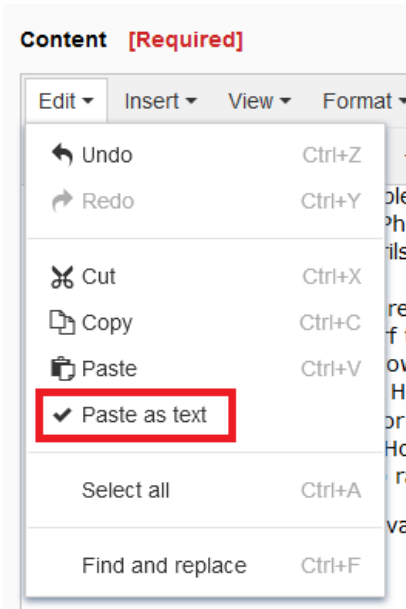 Content [Required]
Edit Insert View Format
Undo Ctrl+Z
Redo Ctrl+Y
Cut Ctrl+X
Copy Ctrl+C
Paste Ctrl+V
Paste as text
Select all Ctrl+A
Find and replace Ctrl+F